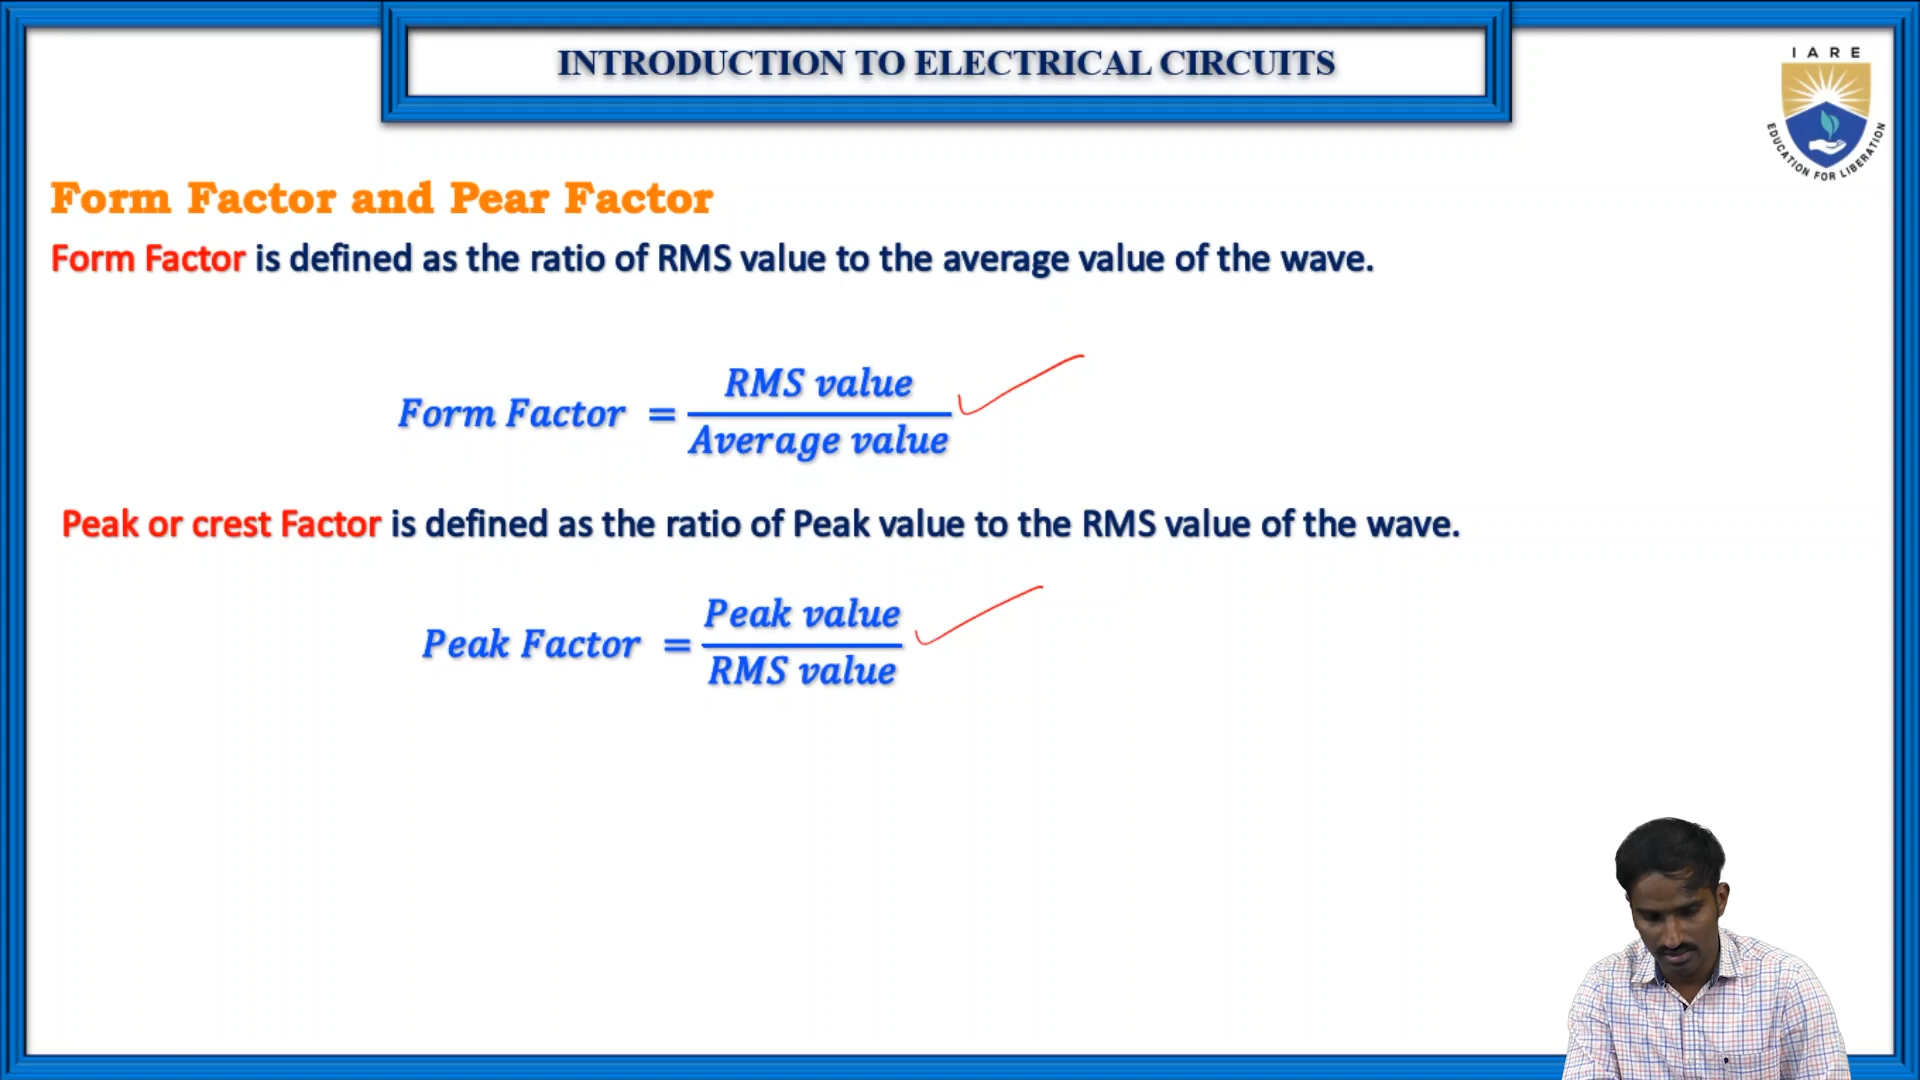 INTRODUCTION TO ELECTRICAL CIRCUITS
IARE
EDUCATION FOR LIBERATION
Form Factor and Pear Factor
Form Factor is defined as the ratio of RMS value to the average value of the wave.
Form Factor = RMS value / Average value
Peak or crest Factor is defined as the ratio of Peak value to the RMS value of the wave.
Peak Factor = Peak value / RMS value